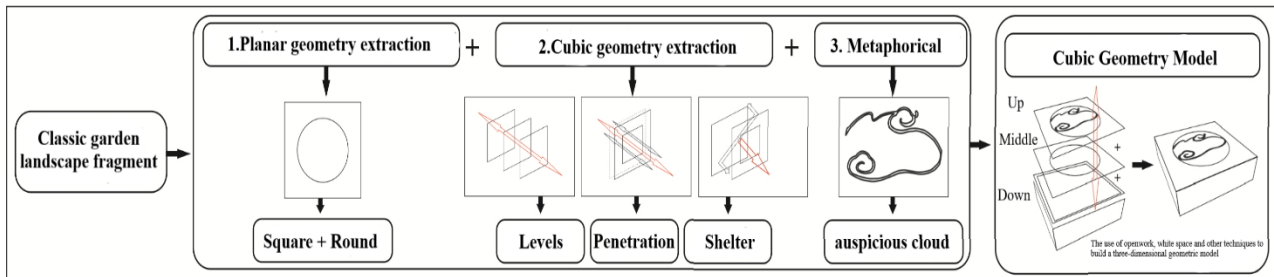 1.Planar geometry extraction
+
2.Cubic geometry extraction
+
3. Metaphorical
Cubic Geometry Model
Classic garden
landscape fragment
Up
Middle
Down
+
+
Square + Round
Levels
Penetration
Shelter
auspicious cloud
The use of openwork, white space and other techniques to
build a three-dimensional geometric model